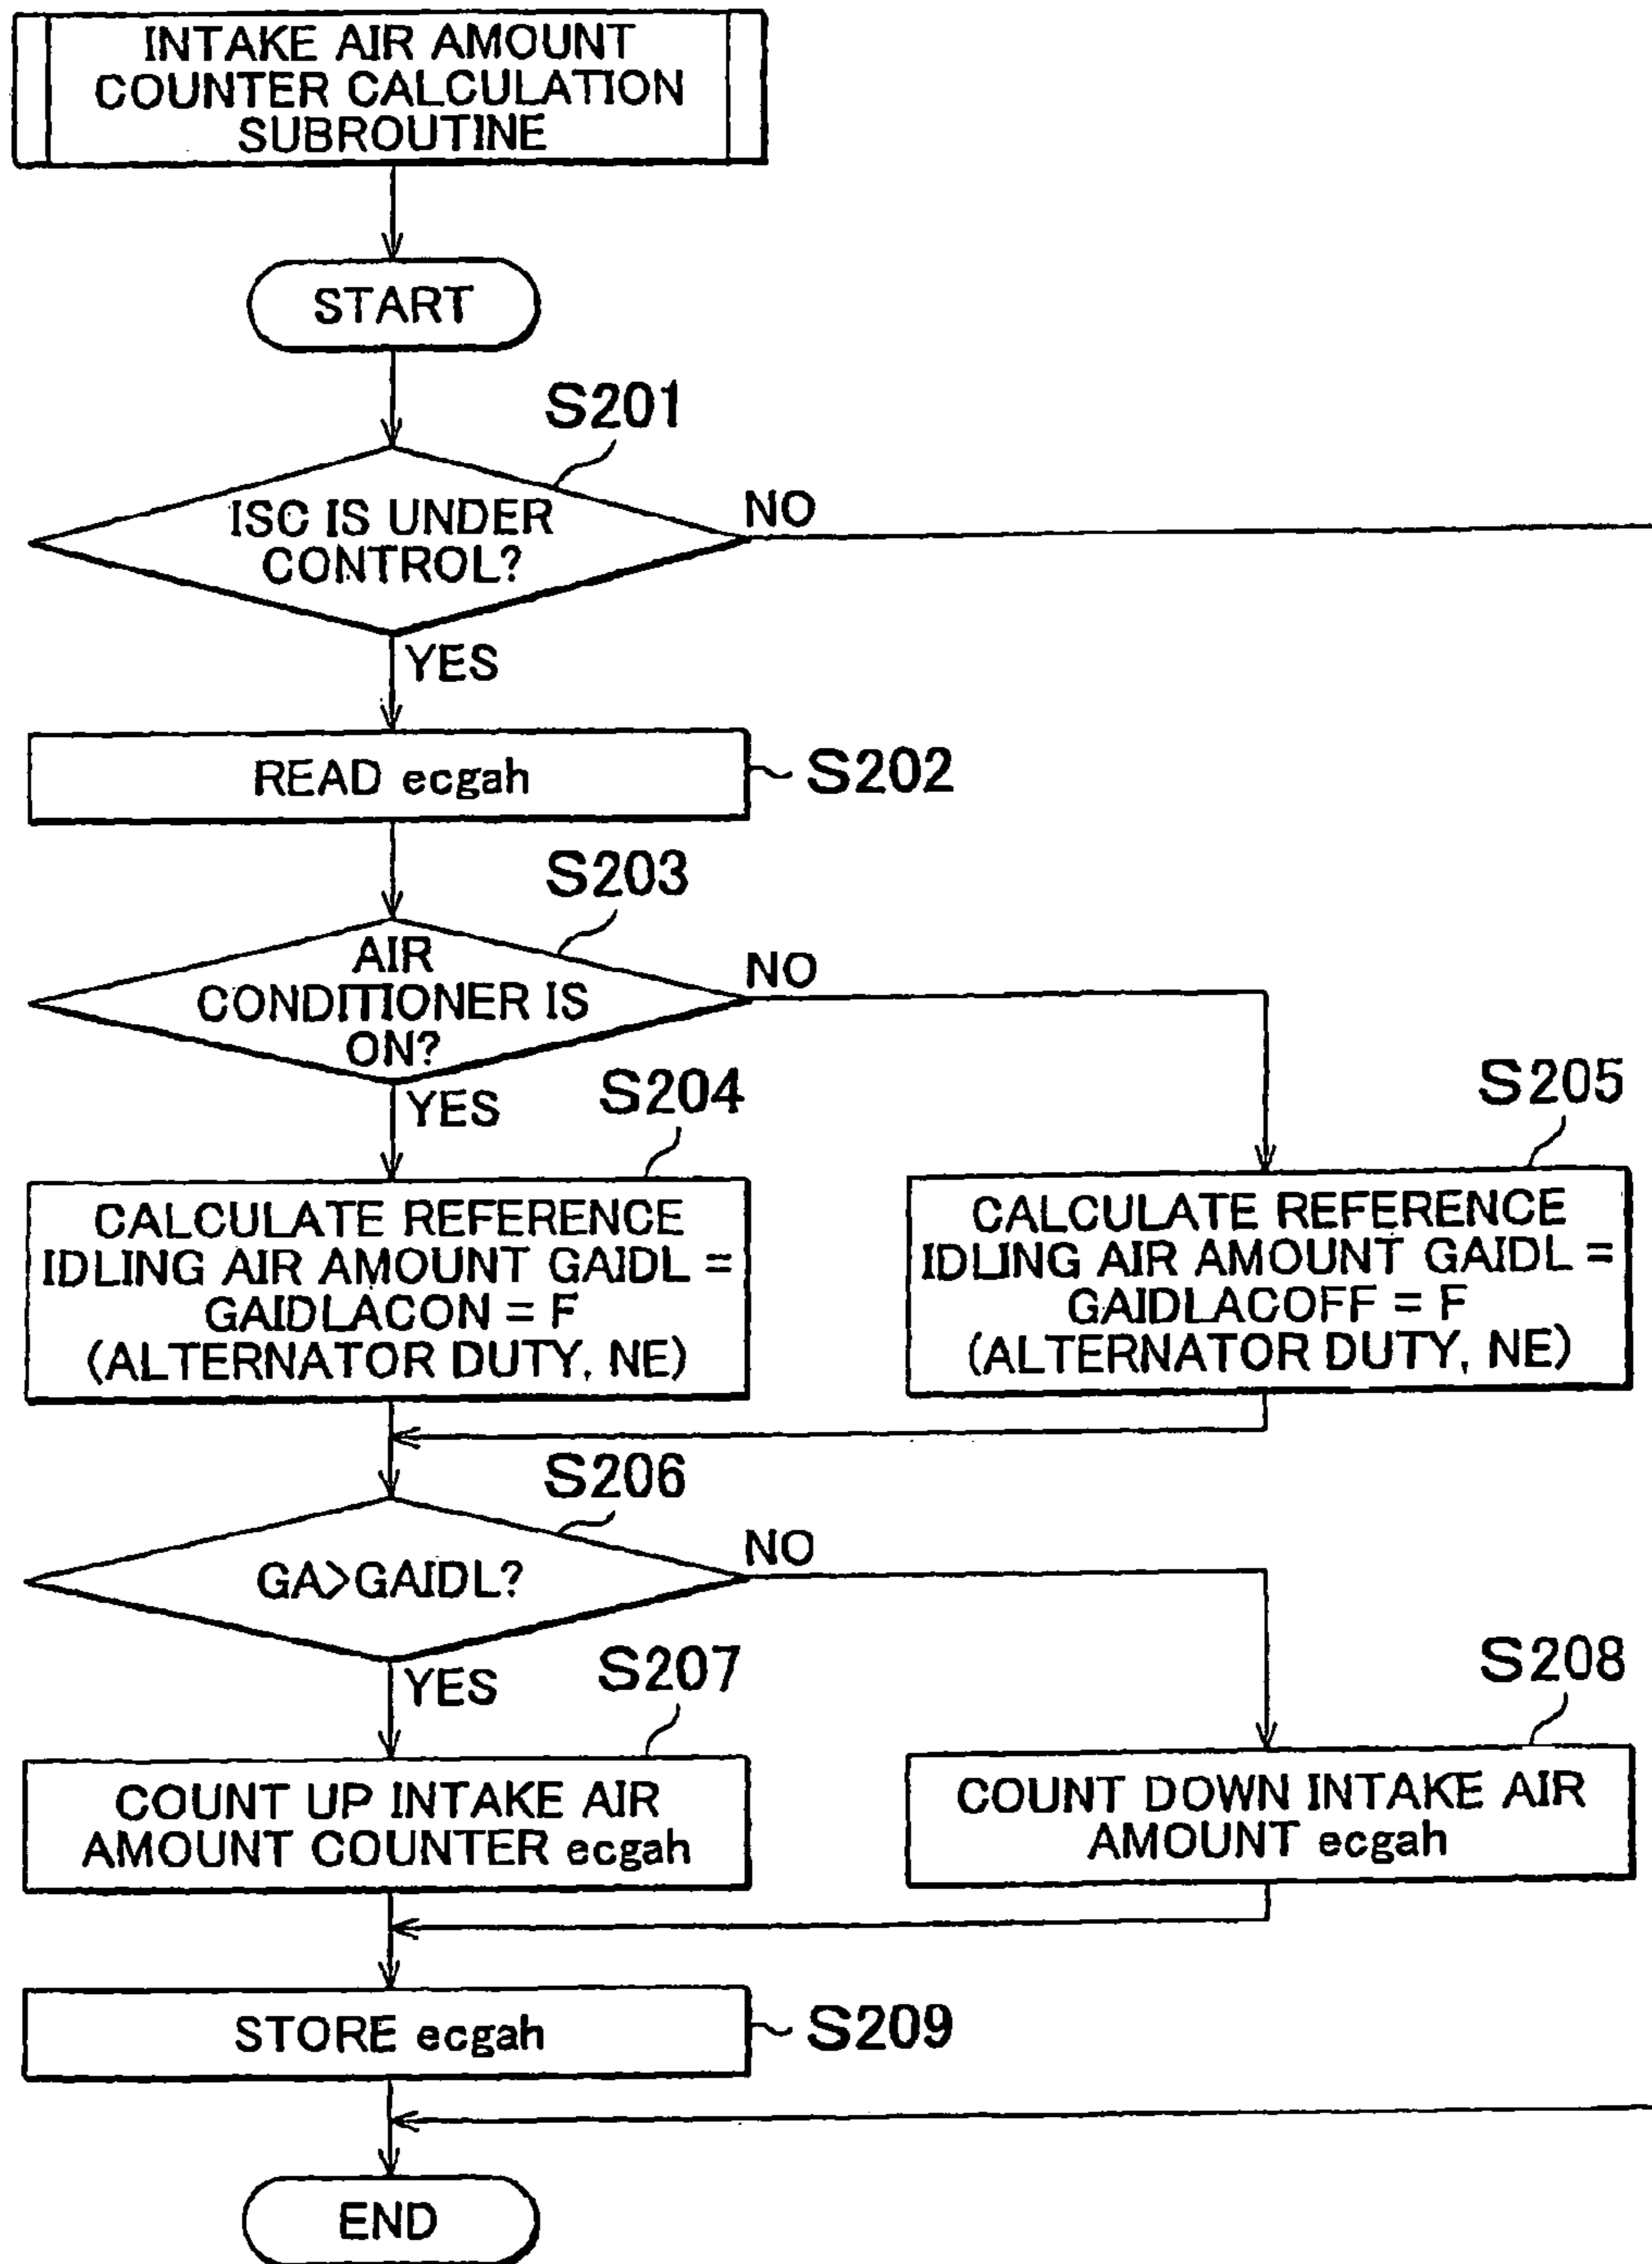 INTAKE AIR AMOUNT
COUNTER CALCULATION
SUBROUTINE
START
S201
ISC IS UNDER
CONTROL?
NO
YES
READ ecgah
S202
S203
AIR
CONDITIONER IS
ON?
NO
YES
S204
S205
CALCULATE REFERENCE
IDLING AIR AMOUNT GAIDL =
GAIDLACON = F
(ALTERNATOR DUTY, NE)
CALCULATE REFERENCE
IDLING AIR AMOUNT GAIDL =
GAIDLACOFF = F
(ALTERNATOR DUTY, NE)
S206
GA>GAIDL?
NO
YES
S207
S208
COUNT UP INTAKE AIR
AMOUNT COUNTER ecgah
COUNT DOWN INTAKE AIR
AMOUNT ecgah
STORE ecgah
S209
END